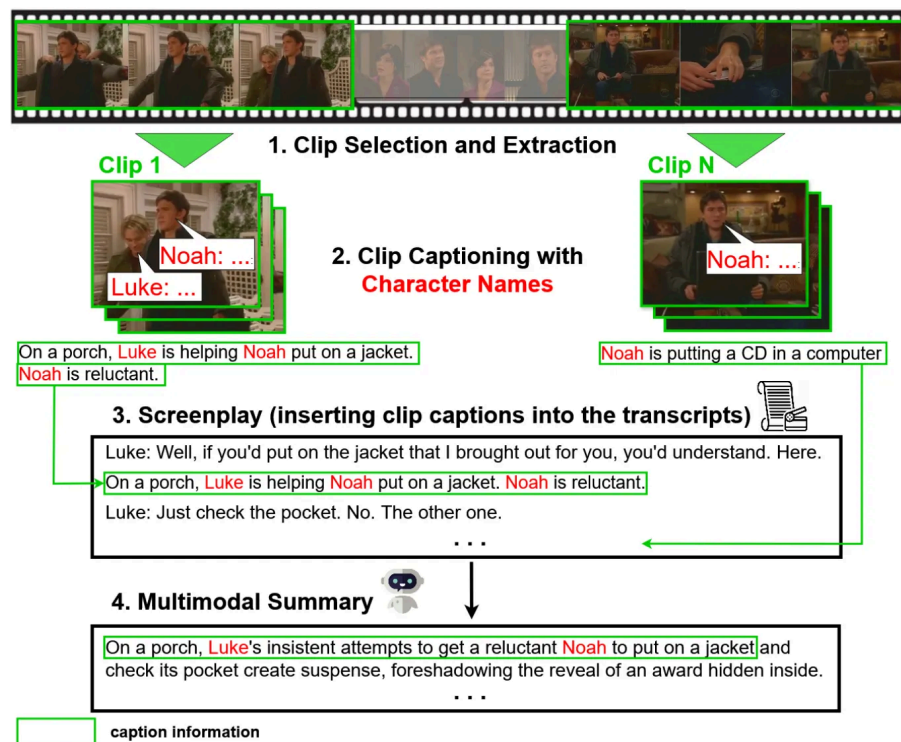 1. Clip Selection and Extraction
Clip 1
Clip N
Noah: ...
Luke: ...
2. Clip Captioning with
Character Names
Noah: ...
On a porch, Luke is helping Noah put on a jacket.
Noah is reluctant.
Noah is putting a CD in a computer
3. Screenplay (inserting clip captions into the transcripts)
Luke: Well, if you'd put on the jacket that I brought out for you, you'd understand. Here.
On a porch, Luke is helping Noah put on a jacket. Noah is reluctant.
Luke: Just check the pocket. No. The other one.
. . .
4. Multimodal Summary
On a porch, Luke's insistent attempts to get a reluctant Noah to put on a jacket and
check its pocket create suspense, foreshadowing the reveal of an award hidden inside.
. . .
caption information